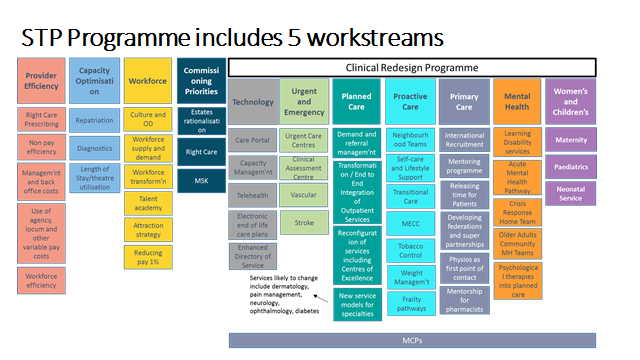 STP Programme includes 5 workstreams
Provider
Efficiency
Right Care
Prescribing
Non pay
efficiency
Managem'nt
and back
office costs
Use of
agency,
locum and
other
variable pay
costs
Workforce
efficiency
Capacity
Optimisati
on
Repatriation
Diagnostics
Length of
Stay/theatre
utilisation
Workforce
Culture and
OD
Workforce
supply and
demand
Workforce
transform'n
Talent
academy
Attraction
strategy
Reducing
pay 1%
Commissi
oning
Priorities
Estates
rationalisati
on
Right Care
MSK
Clinical Redesign Programme
Technology
Care Portal
Capacity
Managem'nt
Telehealth
Electronic
end of life
care plans
Enhanced
Directory of
Service
Urgent
and
Emergency
Urgent Care
Centres
Clinical
Assessment
Centre
Vascular
Stroke
Planned
Care
Demand and
referral
managem'nt
Transformati
on / End to
End
Integration
of
Outpatient
Services
Reconfigurat
ion of
services
including
Centres of
Excellence
New service
models for
specialties
Services likely to change
include dermatology,
pain management,
neurology,
ophthalmology, diabetes
Proactive
Care
Neighbourh
ood Teams
Self-care
and Lifestyle
Support
Transitional
Care
MECC
Tobacco
Control
Weight
Managem't
Frailty
pathways
Primary
Care
International
Recruitment
Mentoring
programme
Releasing
time for
Patients
Developing
federations
and super
partnerships
Physios as
first point of
contact
Mentorship
for
pharmacists
Mental
Health
Learning
Disability
services
Acute
Mental
Health
Pathway
Crisis
Response
Home Team
Older Adults
Community
MH Teams
Psychologica
l therapies
into planned
care
Women's
and
Children's
Maternity
Paediatrics
Neonatal
Service
MCPs